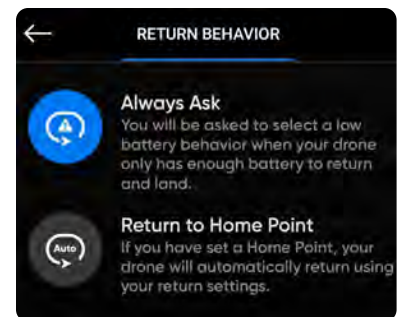 RETURN BEHAVIOR
Always Ask
You will be asked to select a low
battery behavior when your drone
only has enough battery to return
and land.
Return to Home Point
Auto
If you have set a Home Point, your
drone will automatically return using
your return settings.